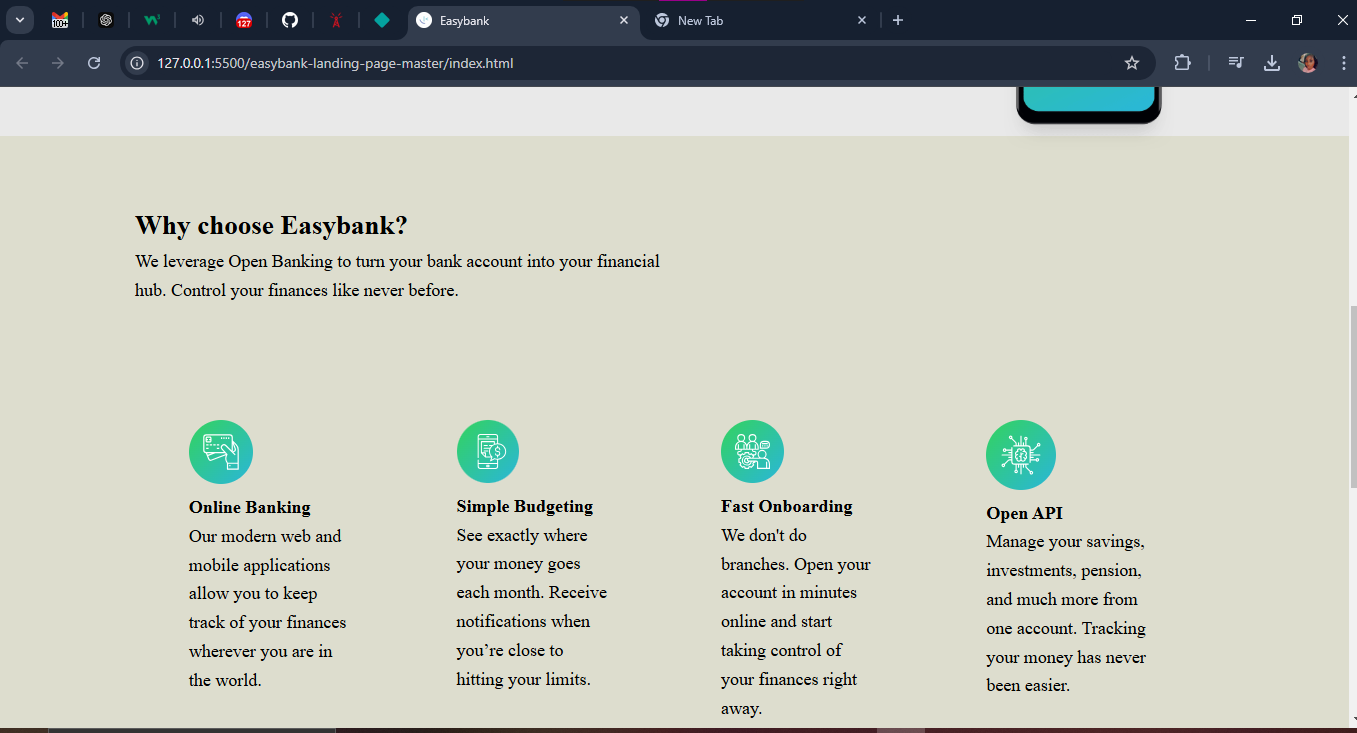 100+
127
Easybank
New Tab
127.0.0.1:5500/easybank-landing-page-master/index.html
Why choose Easybank?
We leverage Open Banking to turn your bank account into your financial
hub. Control your finances like never before.
Online Banking
Our modern web and
mobile applications
allow you to keep
track of your finances
wherever you are in
the world.
Simple Budgeting
See exactly where
your money goes
each month. Receive
notifications when
you’re close to
hitting your limits.
Fast Onboarding
We don't do
branches. Open your
account in minutes
online and start
taking control of
your finances right
away.
Open API
Manage your savings,
investments, pension,
and much more from
one account. Tracking
your money has never
been easier.